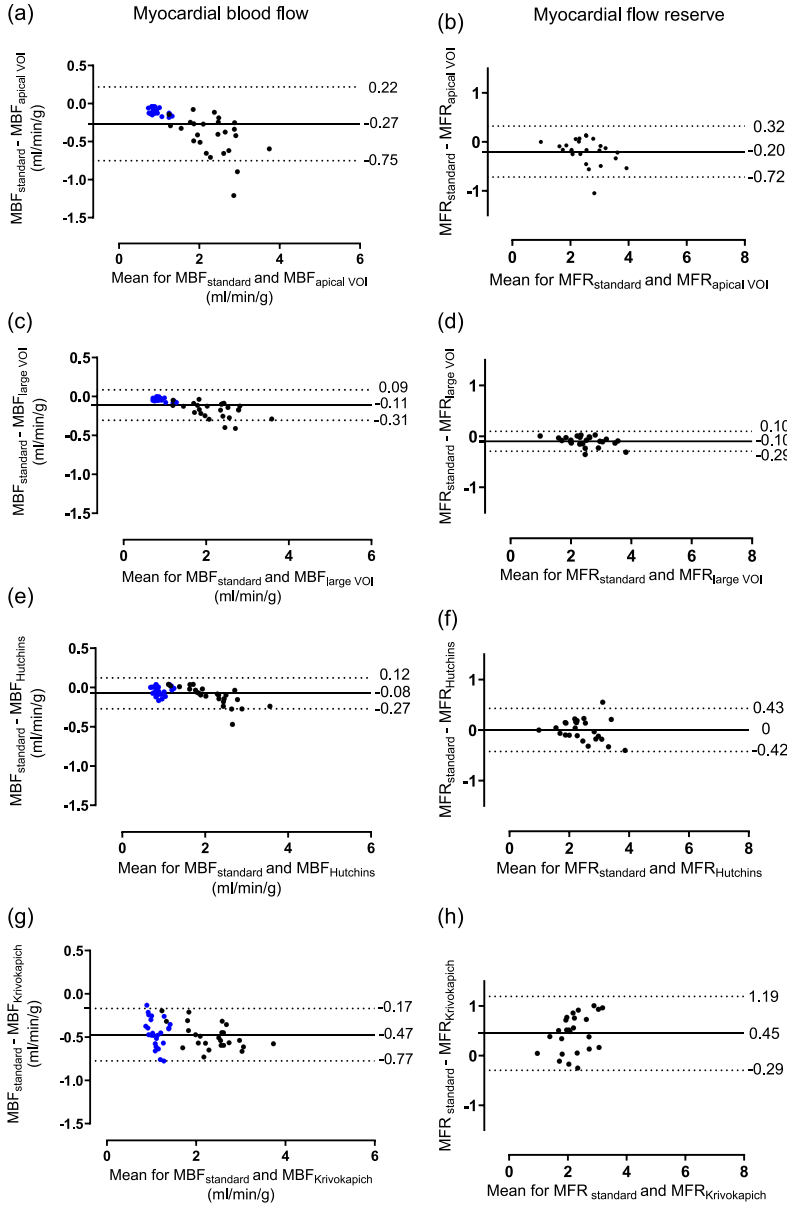 Myocardial blood flow
Myocardial flow reserve
(a)
MBFstandard – MBFapical VOI
(ml/min/g)
0.5
0.0
-0.5
-1.0
-1.5
0.22
-0.27
-0.75
0 2 4 6
Mean for MBFstandard and MBFapical VOI
(ml/min/g)
(b)
MFRstandard – MFRapical VOI
1
0
-1
0.32
-0.20
-0.72
0 2 4 6 8
Mean for MFRstandard and MFRapical VOI
(c)
MBFstandard – MBFlarge VOI
(ml/min/g)
0.5
0.0
-0.5
-1.0
-1.5
0.09
-0.11
-0.31
0 2 4 6
Mean for MBFstandard and MBFlarge VOI
(ml/min/g)
(d)
MFRstandard – MFRlarge VOI
1
0
-1
0.10
-0.10
-0.29
0 2 4 6 8
Mean for MFRstandard and MFRlarge VOI
(e)
MBFstandard – MBFHutchins
(ml/min/g)
0.5
0.0
-0.5
-1.0
-1.5
0.12
-0.08
-0.27
0 2 4 6
Mean for MBFstandard and MBFHutchins
(ml/min/g)
(f)
MFRstandard – MFRHutchins
1
0
-1
0.43
0
-0.42
0 2 4 6 8
Mean for MFRstandard and MFRHutchins
(g)
MBFstandard – MBFKrivokapich
(ml/min/g)
0.5
0.0
-0.5
-1.0
-1.5
-0.17
-0.47
-0.77
0 2 4 6
Mean for MBFstandard and MBFKrivokapich
(ml/min/g)
(h)
MFR standard – MFRKrivokapich
1
0
-1
1.19
0.45
-0.29
0 2 4 6 8
Mean for MFR standard and MFRKrivokapich